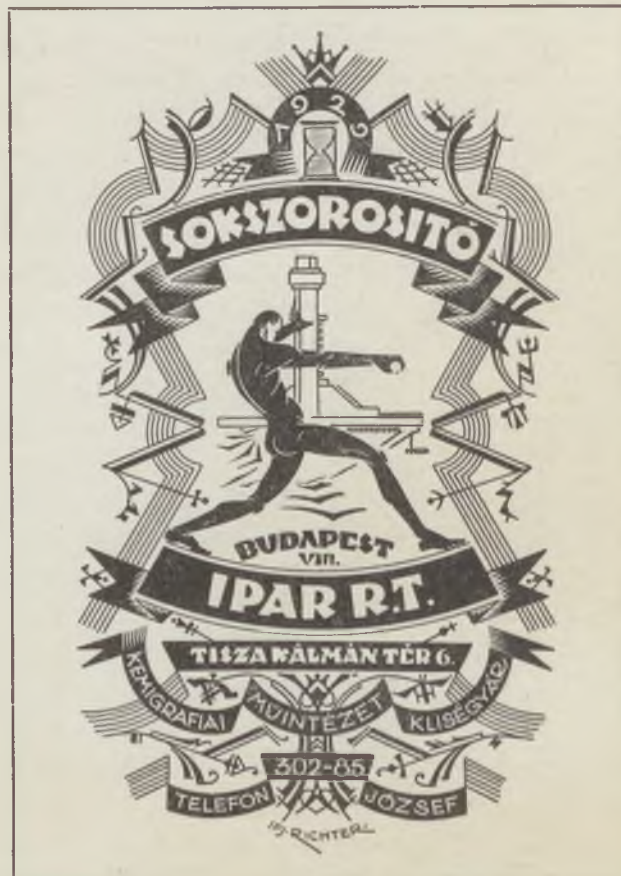 1929
SOKSZOROSITÓ
BUDAPEST
VIII.
IPAR R.T.
TISZA KÁLMÁN TÉR 6.
KEMIGRAFIAI MŰINTÉZET KLISÉGYÁR
302-85
TELEFON JÓZSEF
IFJ. RICHTER